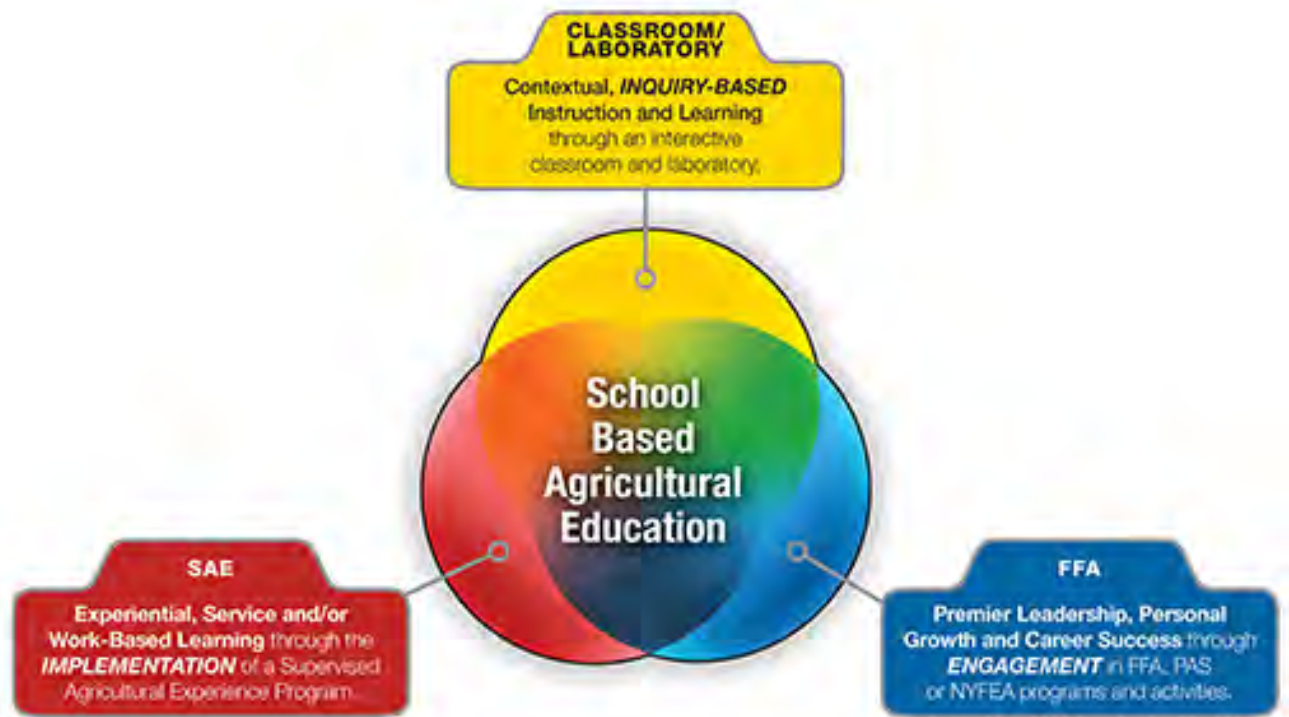 CLASSROOM/
LABORATORY
Contextual, INQUIRY-BASED
Instruction and Learning
through an interactive
classroom and laboratory.
School
Based
Agricultural
Education
SAE
Experiential, Service and/or
Work-Based Learning through the
IMPLEMENTATION of a Supervised
Agricultural Experience Program.
FFA
Premier Leadership, Personal
Growth and Career Success through
ENGAGEMENT in FFA, PAS
or NYFEA programs and activities.